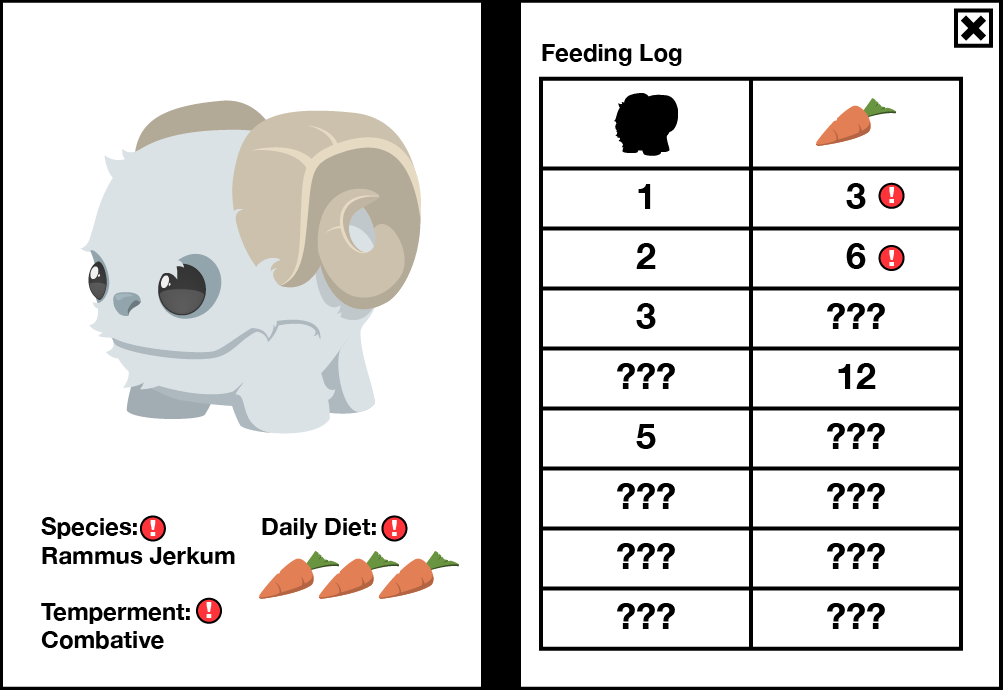 Feeding Log
1 3 !
2 6 !
3 ???
??? 12
5 ???
??? ???
??? ???
??? ???
Species: !
Rammus Jerkum
Daily Diet: !
Temperment: !
Combative